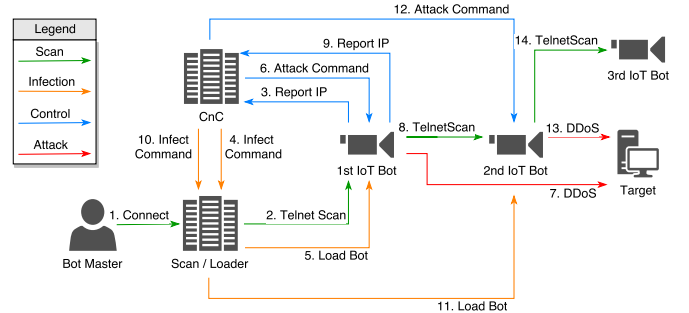 Legend
Scan
Infection
Control
Attack
12. Attack Command
9. Report IP
14. TelnetScan
6. Attack Command
3rd IoT Bot
3. Report IP
CnC
8. TelnetScan
13. DDoS
10. Infect
Command
4. Infect
Command
1st IoT Bot
2nd IoT Bot
7. DDoS
Target
1. Connect
2. Telnet Scan
5. Load Bot
Bot Master
Scan / Loader
11. Load Bot